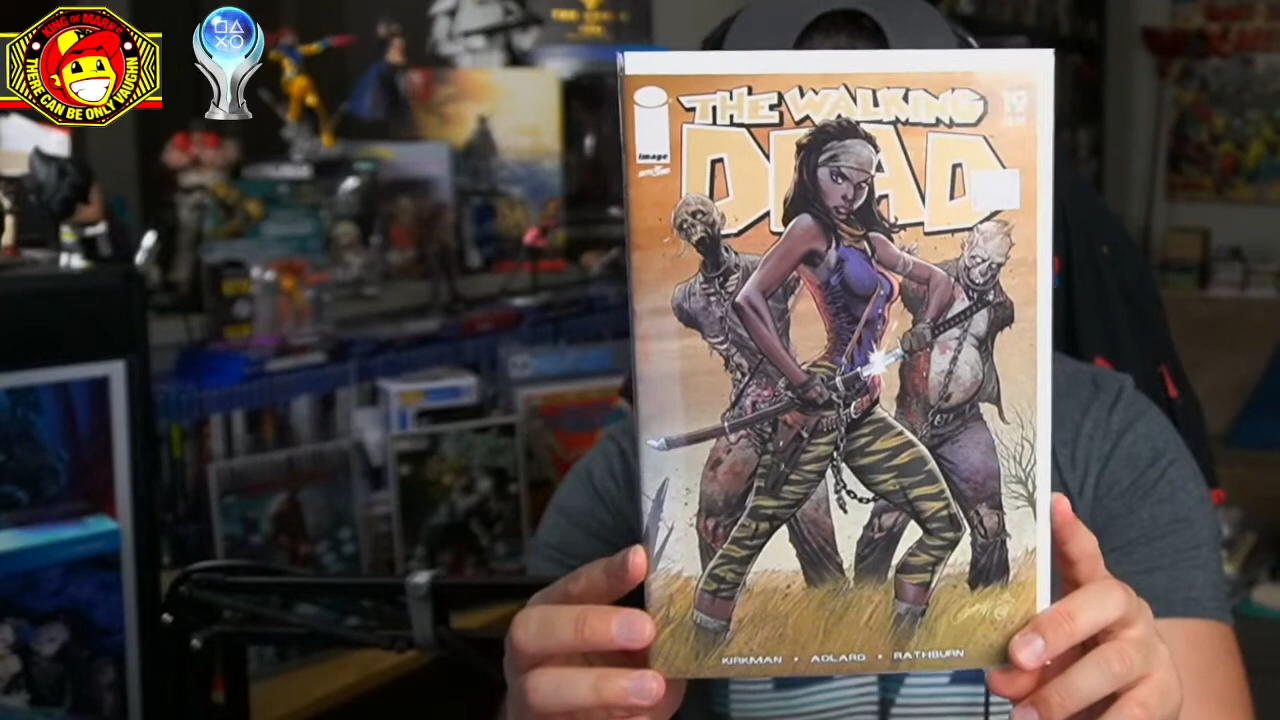 KING OF MARKS
THERE CAN BE ONLY VAUGHN
THE WALKING
DEAD
19
image
KIRKMAN • ADLARD • RATHBURN